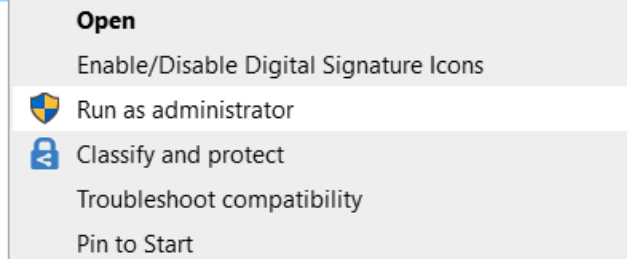 Open
Enable/Disable Digital Signature Icons
Run as administrator
Classify and protect
Troubleshoot compatibility
Pin to Start